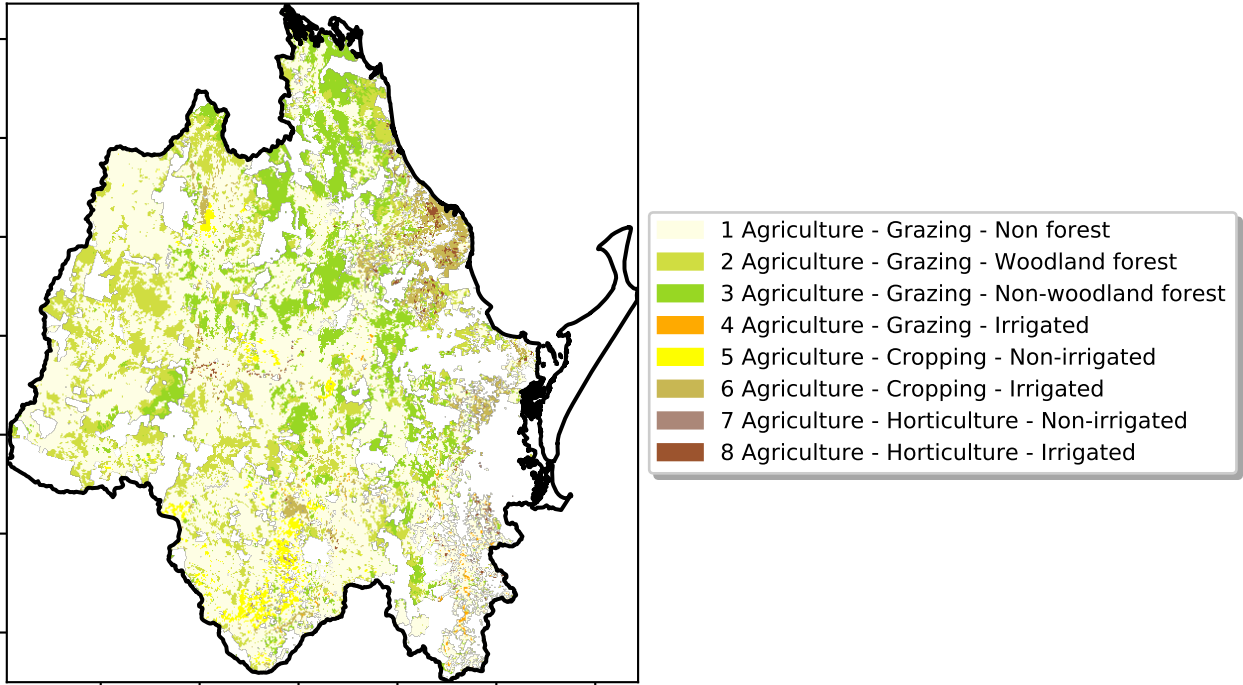 1 Agriculture - Grazing - Non forest
2 Agriculture - Grazing - Woodland forest
3 Agriculture - Grazing - Non-woodland forest
4 Agriculture - Grazing - Irrigated
5 Agriculture - Cropping - Non-irrigated
6 Agriculture - Cropping - Irrigated
7 Agriculture - Horticulture - Non-irrigated
8 Agriculture - Horticulture - Irrigated